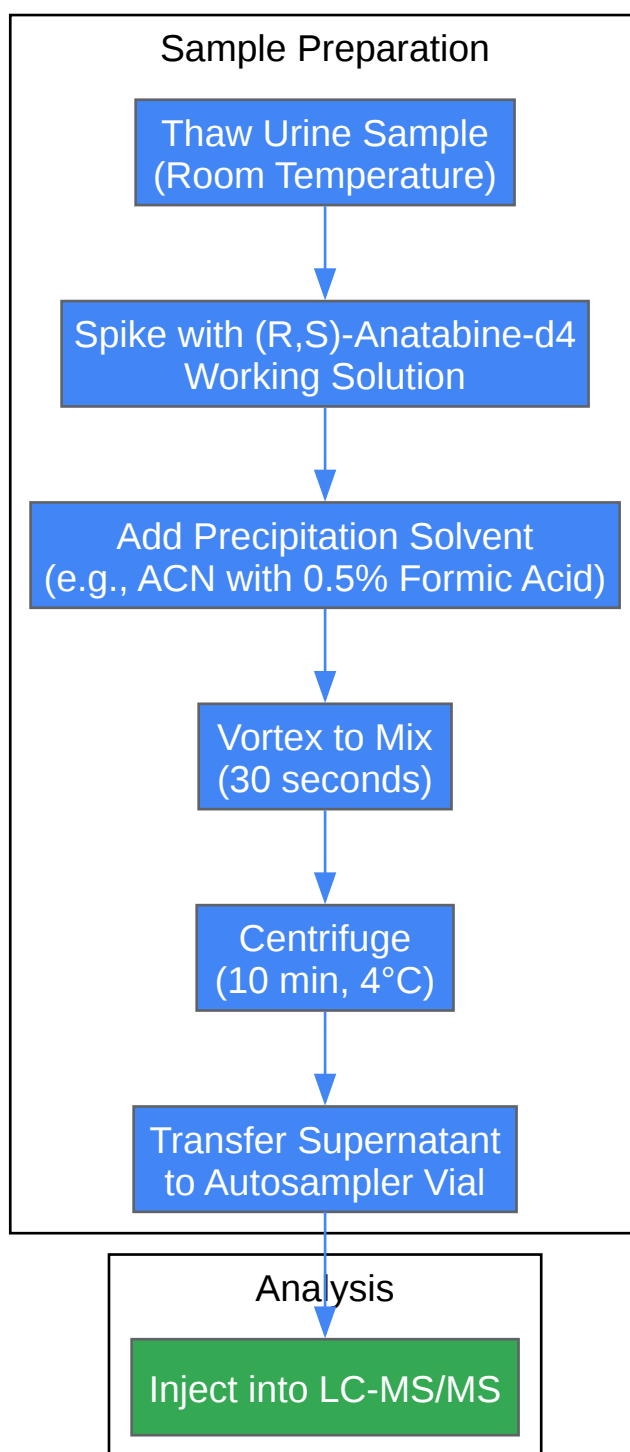 Sample Preparation
Thaw Urine Sample
(Room Temperature)
Spike with (R,S)-Anatabine-d4
Working Solution
Add Precipitation Solvent
(e.g., ACN with 0.5% Formic Acid)
Vortex to Mix
(30 seconds)
Centrifuge
(10 min, 4°C)
Transfer Supernatant
to Autosampler Vial
Analysis
Inject into LC-MS/MS